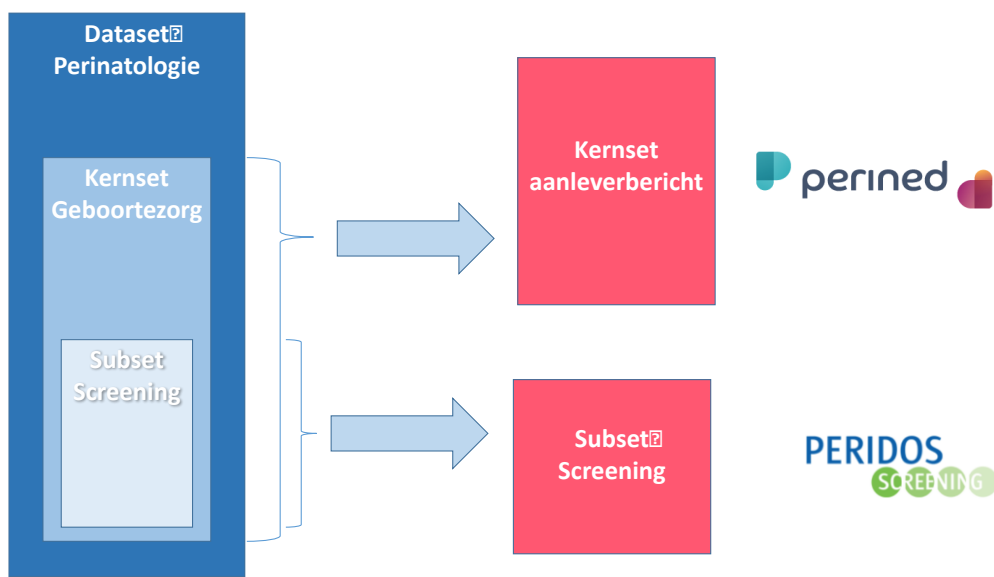 Dataset
Perinatologie
Kernset
Geboortezorg
Subset
Screening
Kernset
aanleverbericht
perined
Subset
Screening
PERIDOS
SCREENING